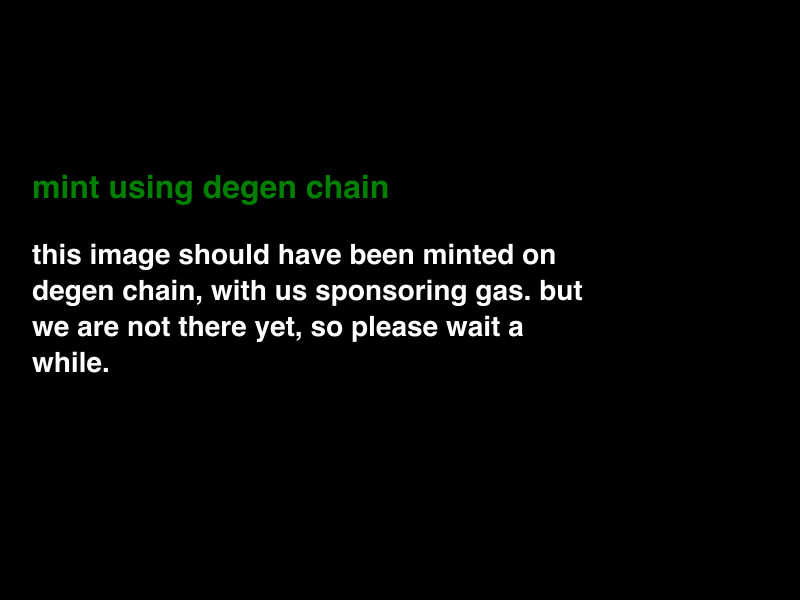 mint using degen chain
this image should have been minted on
degen chain, with us sponsoring gas. but
we are not there yet, so please wait a
while.